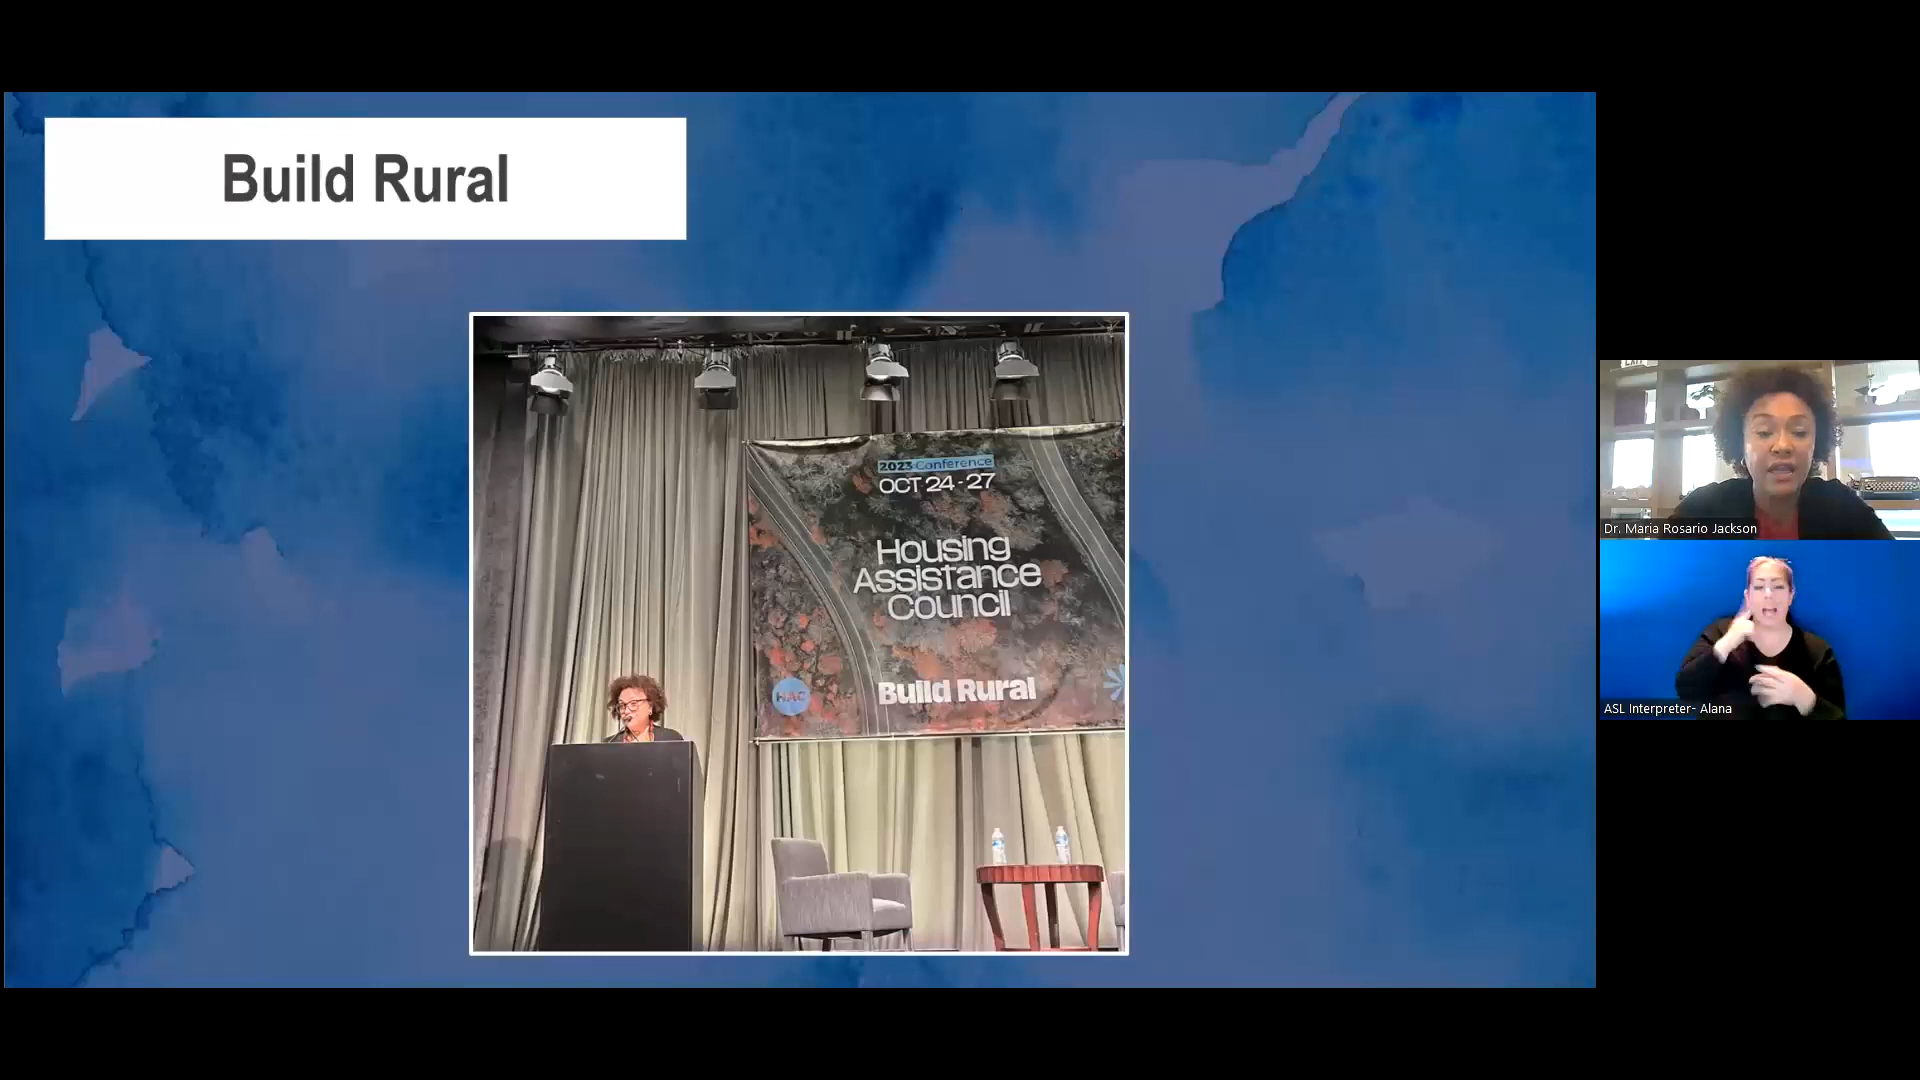 Build Rural
2023 Conference
OCT 24-27
Housing
Assistance
Council
HAC
Build Rural
Dr. Maria Rosario Jackson
ASL Interpreter- Alana